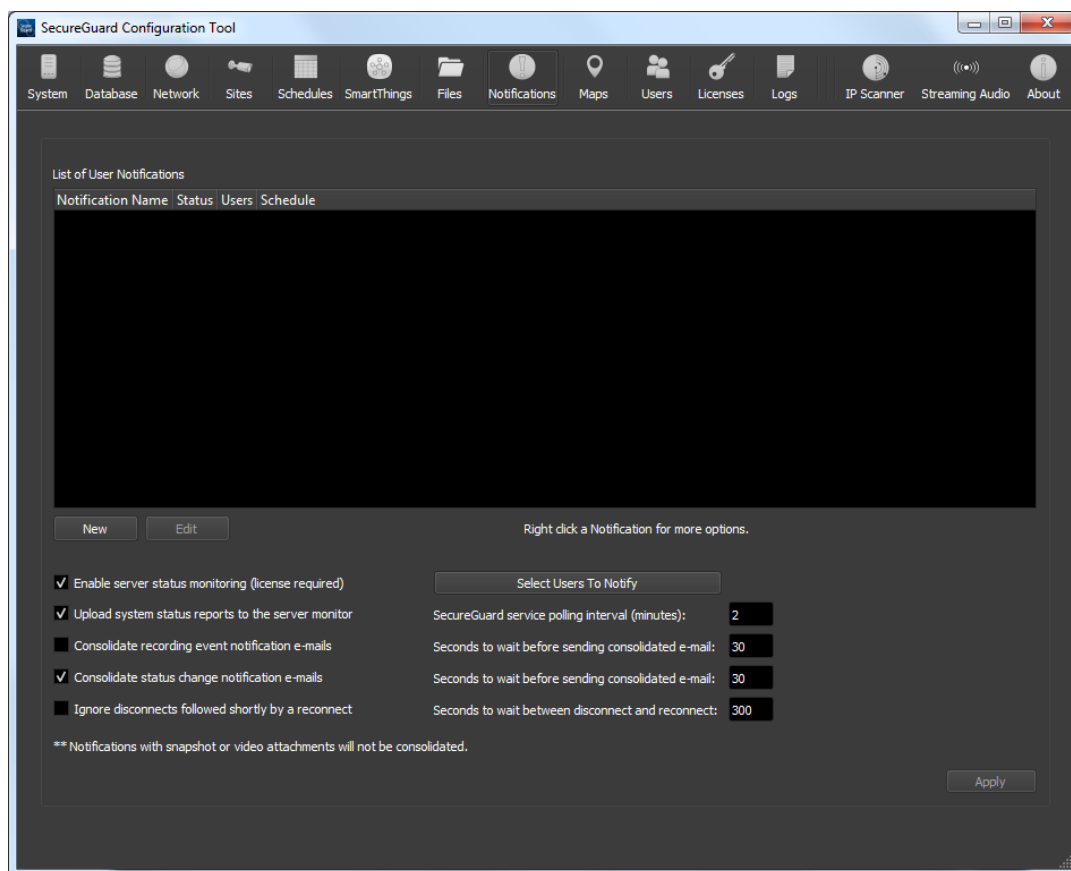 SecureGuard Configuration Tool
System Database Network Sites Schedules SmartThings Files Notifications Maps Users Licenses Logs IP Scanner Streaming Audio About
List of User Notifications
Notification Name Status Users Schedule
New Edit Right click a Notification for more options.
Enable server status monitoring (license required) Select Users To Notify
Upload system status reports to the server monitor SecureGuard service polling interval (minutes): 2
Consolidate recording event notification e-mails Seconds to wait before sending consolidated e-mail: 30
Consolidate status change notification e-mails Seconds to wait before sending consolidated e-mail: 30
Ignore disconnects followed shortly by a reconnect Seconds to wait between disconnect and reconnect: 300
** Notifications with snapshot or video attachments will not be consolidated.
Apply